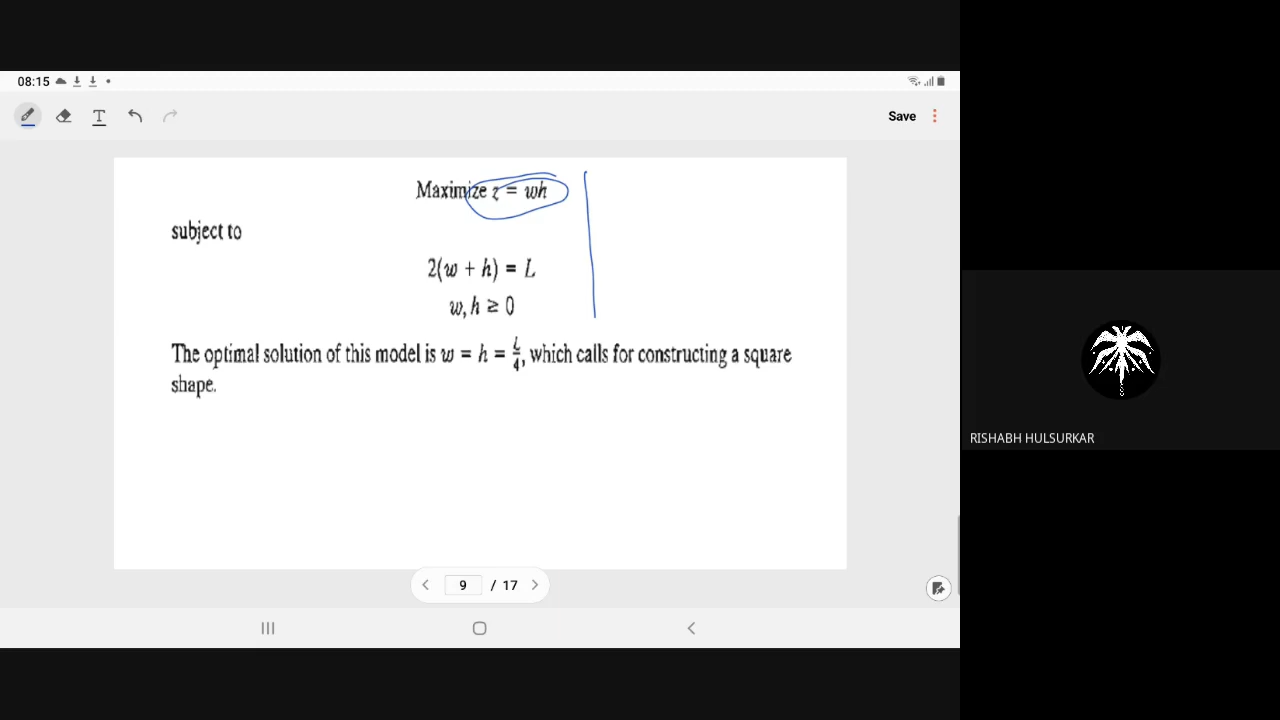 08:15
T
Save
Maximize z = wh
subject to
2(w + h) = L
w, h ≥ 0
The optimal solution of this model is w = h = L/4, which calls for constructing a square
shape.
9 / 17
RISHABH HULSURKAR